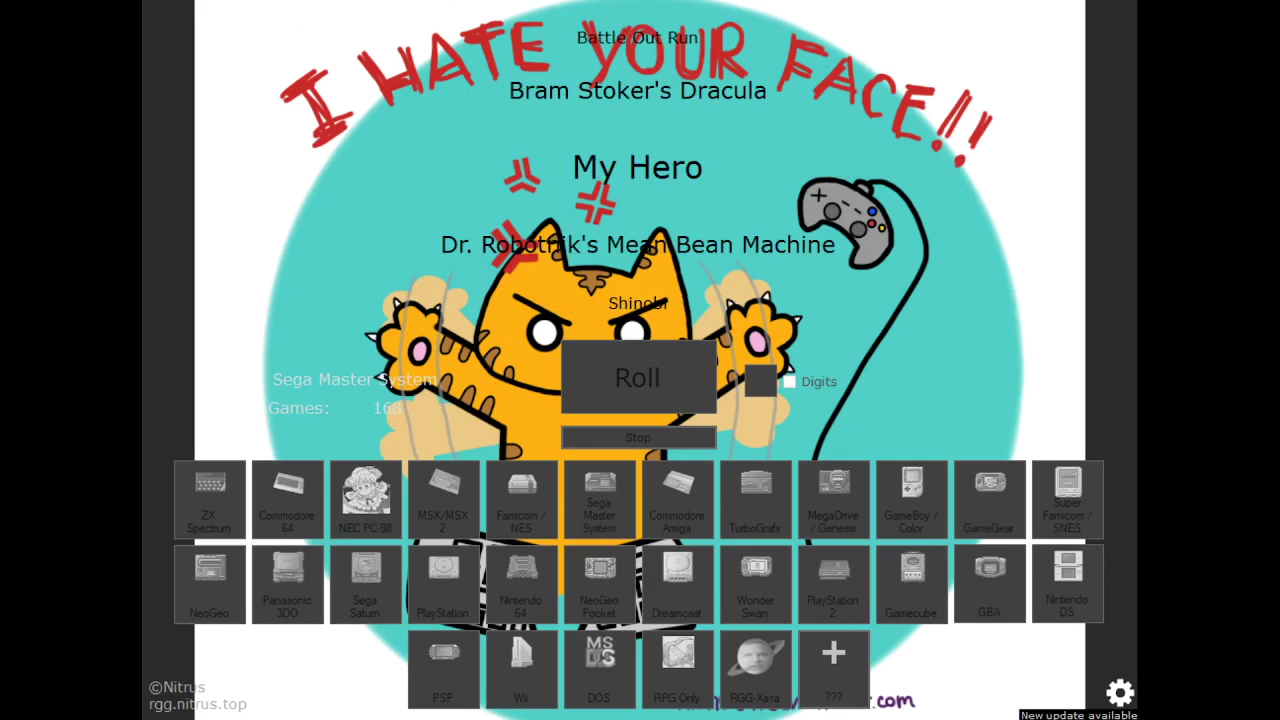 I HATE YOUR FACE!!
Battle Out Run
Bram Stoker's Dracula
My Hero
Dr. Robotnik's Mean Bean Machine
Shinobi
Roll
Digits
Sega Master System
Games: 168
Stop
ZX Spectrum
Commodore 64
NEC PC-98
MSX/MSX 2
Famicom / NES
Sega Master System
Commodore Amiga
TurboGrafx
MegaDrive / Genesis
GameBoy / Color
GameGear
Super Famicom / SNES
NeoGeo
Panasonic 3DO
Sega Saturn
PlayStation
Nintendo 64
NeoGeo Pocket
Dreamcast
Wonder Swan
PlayStation 2
Gamecube
GBA
Nintendo DS
MS DOS
PSP
Wii
DOS
RPG Only
RGG-Хата
???
.com
©Nitrus
rgg.nitrus.top
New update available